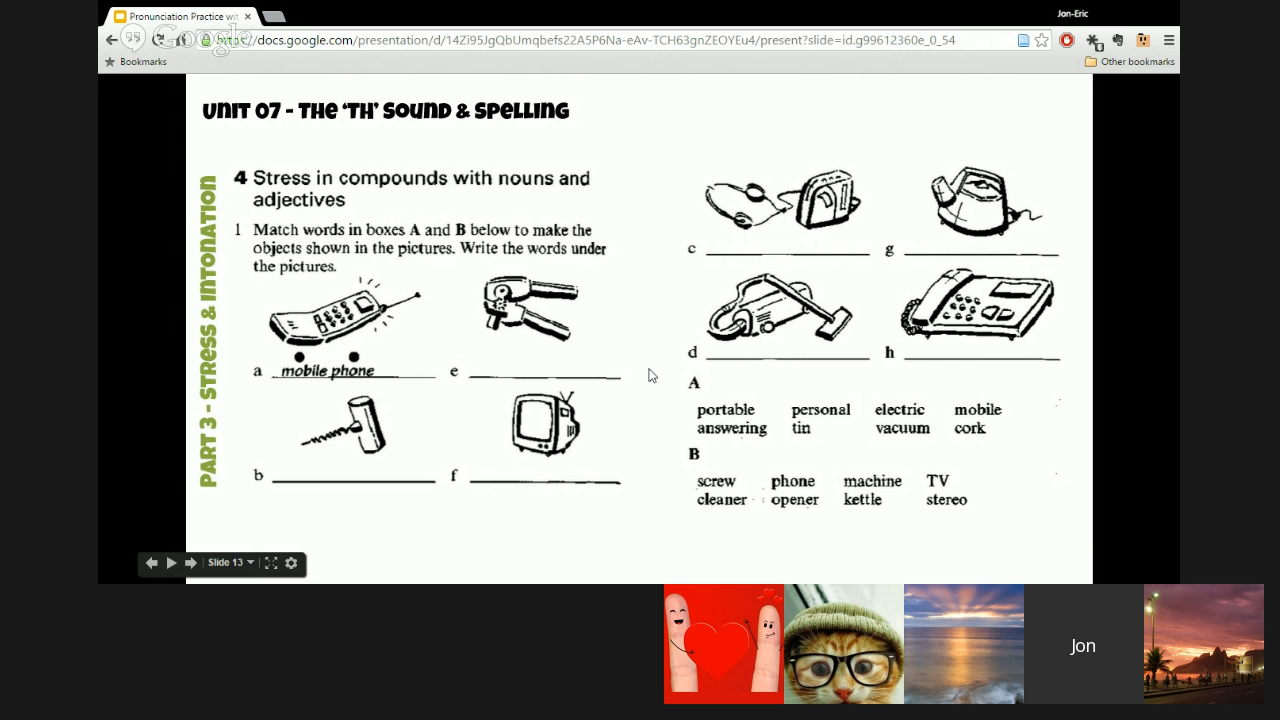 Pronunciation Practice wit
Jon-Eric
Google
https://docs.google.com/presentation/d/14Zi95JgQbUmqbefs22A5P6Na-eAv-TCH63gnZEOYEu4/present?slide=id.g99612360e_0_54
Bookmarks
Other bookmarks
Unit 07 - The ‘TH’ Sound & Spelling
PART 3 - STRESS & INTONATION
4 Stress in compounds with nouns and
adjectives
1 Match words in boxes A and B below to make the
objects shown in the pictures. Write the words under
the pictures.
a mobile phone
e
b
f
c
g
d
h
A
portable personal electric mobile
answering tin vacuum cork
B
screw phone machine TV
cleaner opener kettle stereo
Slide 13
Jon